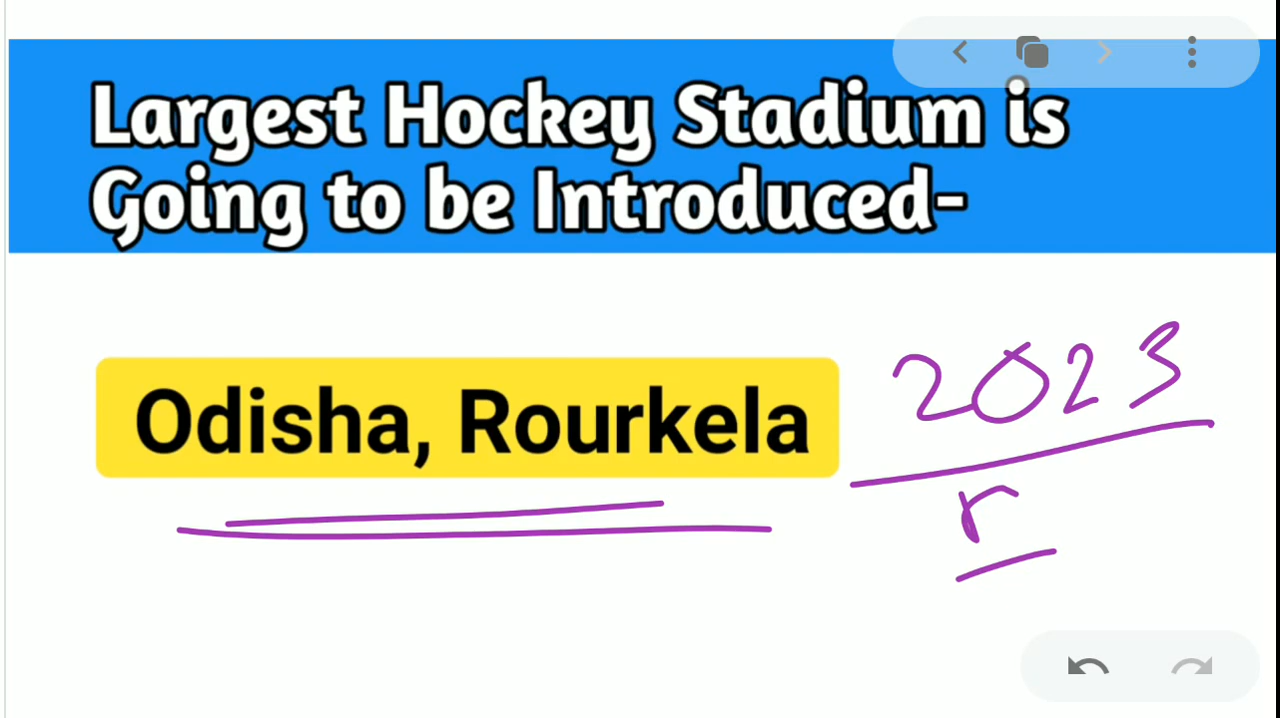 Largest Hockey Stadium is
Going to be Introduced-
Odisha, Rourkela
2023
r